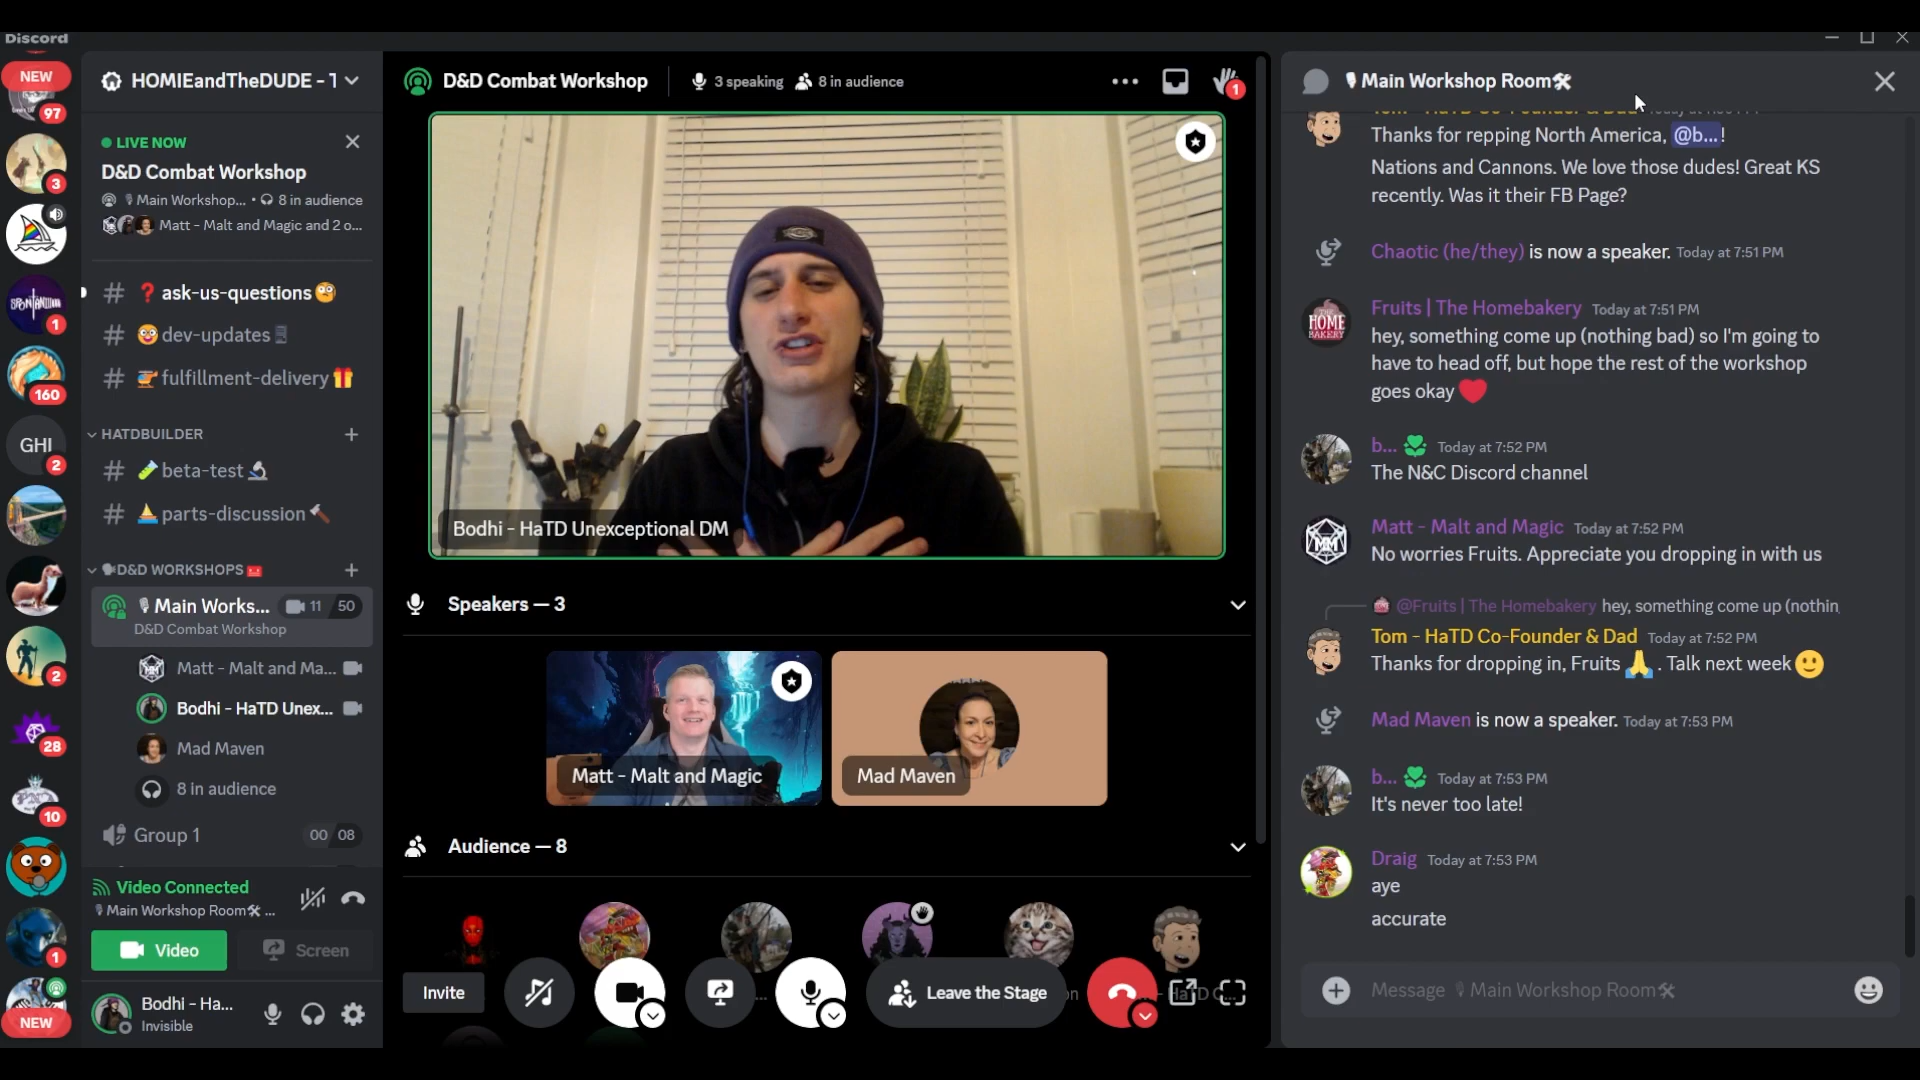 Discord
NEW
97
3
1
160
GHI
2
2
28
10
1
NEW
HOMIEandTheDUDE - T
LIVE NOW
D&D Combat Workshop
Main Workshop... • 8 in audience
Matt - Malt and Magic and 2 o...
# ❓ask-us-questions🧐
# dev-updates
# fulfillment-delivery🎁
HATDBUILDER
# 🧪beta-test🔬
# ⛵parts-discussion🔨
D&D WORKSHOPS
🎙Main Works... 11 50
D&D Combat Workshop
Matt - Malt and Ma...
Bodhi - HaTD Unex...
Mad Maven
8 in audience
Group 1 00 08
Video Connected
🎙Main Workshop Room🛠 ...
Video Screen
Bodhi - Ha...
Invisible
D&D Combat Workshop 3 speaking 8 in audience
1
Bodhi - HaTD Unexceptional DM
Speakers — 3
Matt - Malt and Magic
Mad Maven
Audience — 8
Invite
Leave the Stage
🎙Main Workshop Room🛠
Thanks for repping North America, @b...!
Nations and Cannons. We love those dudes! Great KS
recently. Was it their FB Page?
Chaotic (he/they) is now a speaker. Today at 7:51 PM
Fruits | The Homebakery Today at 7:51 PM
THE HOME BAKERY
hey, something come up (nothing bad) so I'm going to
have to head off, but hope the rest of the workshop
goes okay ❤️
b... Today at 7:52 PM
The N&C Discord channel
Matt - Malt and Magic Today at 7:52 PM
No worries Fruits. Appreciate you dropping in with us
@Fruits | The Homebakery hey, something come up (nothin
Tom - HaTD Co-Founder & Dad Today at 7:52 PM
Thanks for dropping in, Fruits 🙏 . Talk next week 🙂
Mad Maven is now a speaker. Today at 7:53 PM
b... Today at 7:53 PM
It's never too late!
Draig Today at 7:53 PM
aye
accurate
Message 🎙Main Workshop Room🛠